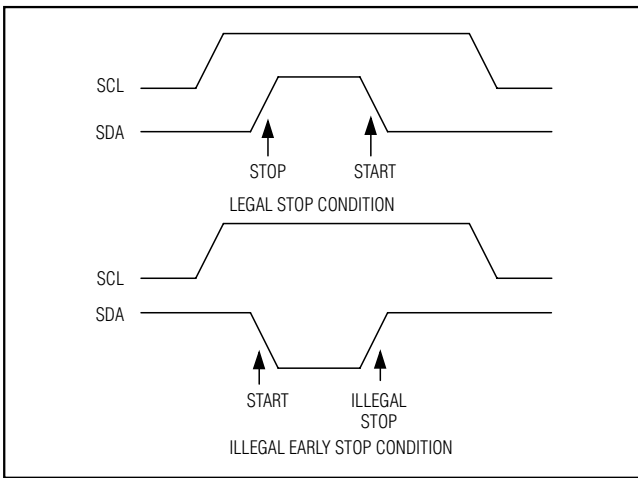 SCL
SDA
STOP START
LEGAL STOP CONDITION
SCL
SDA
START ILLEGAL
STOP
ILLEGAL EARLY STOP CONDITION